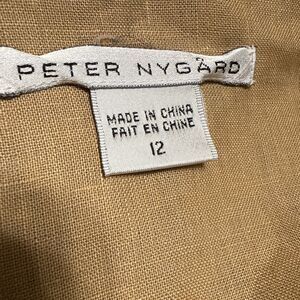 PETER NYGÅRD
MADE IN CHINA
FAIT EN CHINE
12